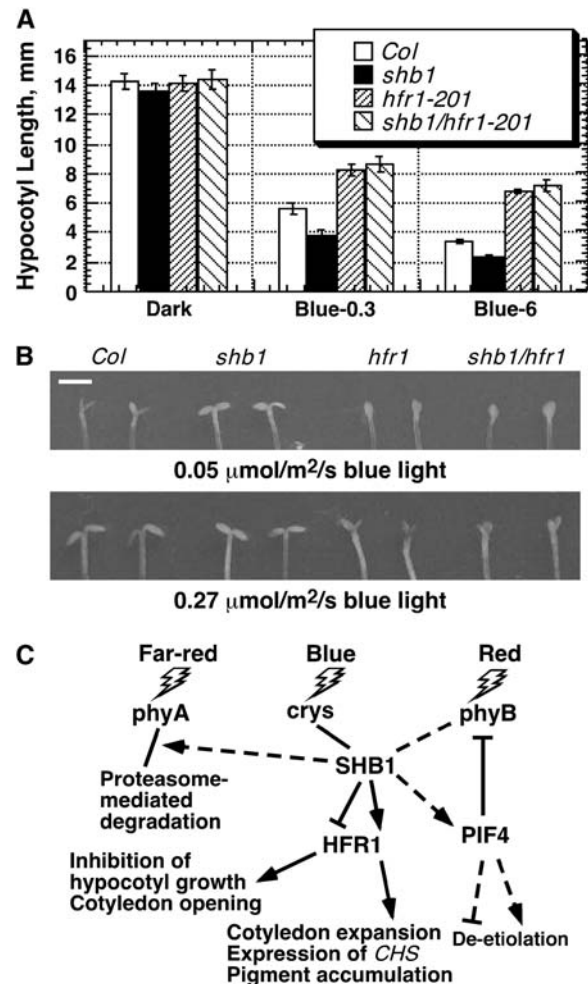 A
Hypocotyl Length, mm
16
14
12
10
8
6
4
2
0
Col
shb1
hfr1-201
shb1/hfr1-201
Dark Blue-0.3 Blue-6
B
Col shb1 hfr1 shb1/hfr1
0.05 μmol/m²/s blue light
0.27 μmol/m²/s blue light
C
Far-red Blue Red
phyA crys phyB
SHB1
Proteasome-
mediated
degradation
HFR1 PIF4
Inhibition of
hypocotyl growth
Cotyledon opening
Cotyledon expansion
Expression of CHS
Pigment accumulation
De-etiolation